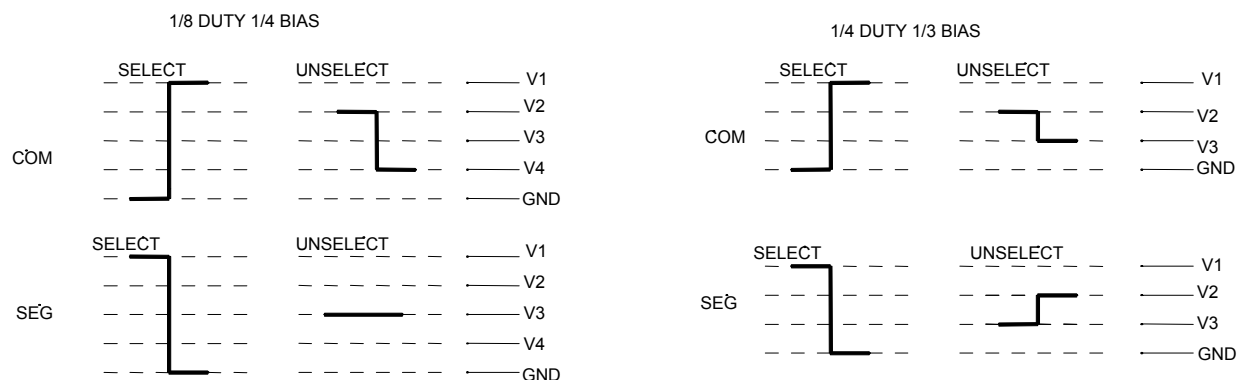 1/8 DUTY 1/4 BIAS
SELECT UNSELECT V1
V2
V3
COM
V4
GND
SELECT UNSELECT V1
V2
SEG V3
V4
GND
1/4 DUTY 1/3 BIAS
SELECT UNSELECT V1
V2
COM
V3
GND
SELECT UNSELECT V1
V2
SEG
V3
GND